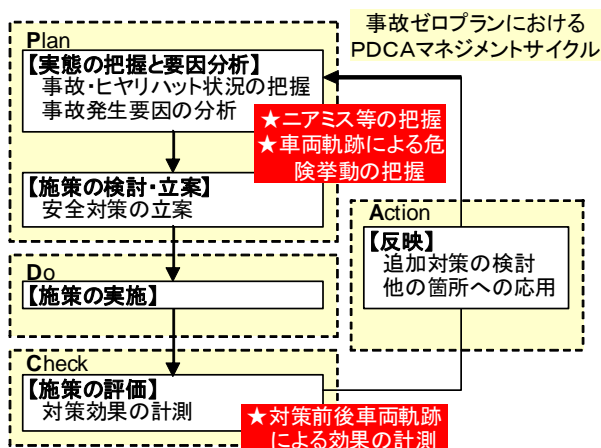 事故ゼロプランにおける
PDCAマネジメントサイクル
Plan
【実態の把握と要因分析】
事故・ヒヤリハット状況の把握
事故発生要因の分析
★ニアミス等の把握
★車両軌跡による危
険挙動の把握
【施策の検討・立案】
安全対策の立案
Do
【施策の実施】
Check
【施策の評価】
対策効果の計測
★対策前後車両軌跡
による効果の計測
Action
【反映】
追加対策の検討
他の箇所への応用